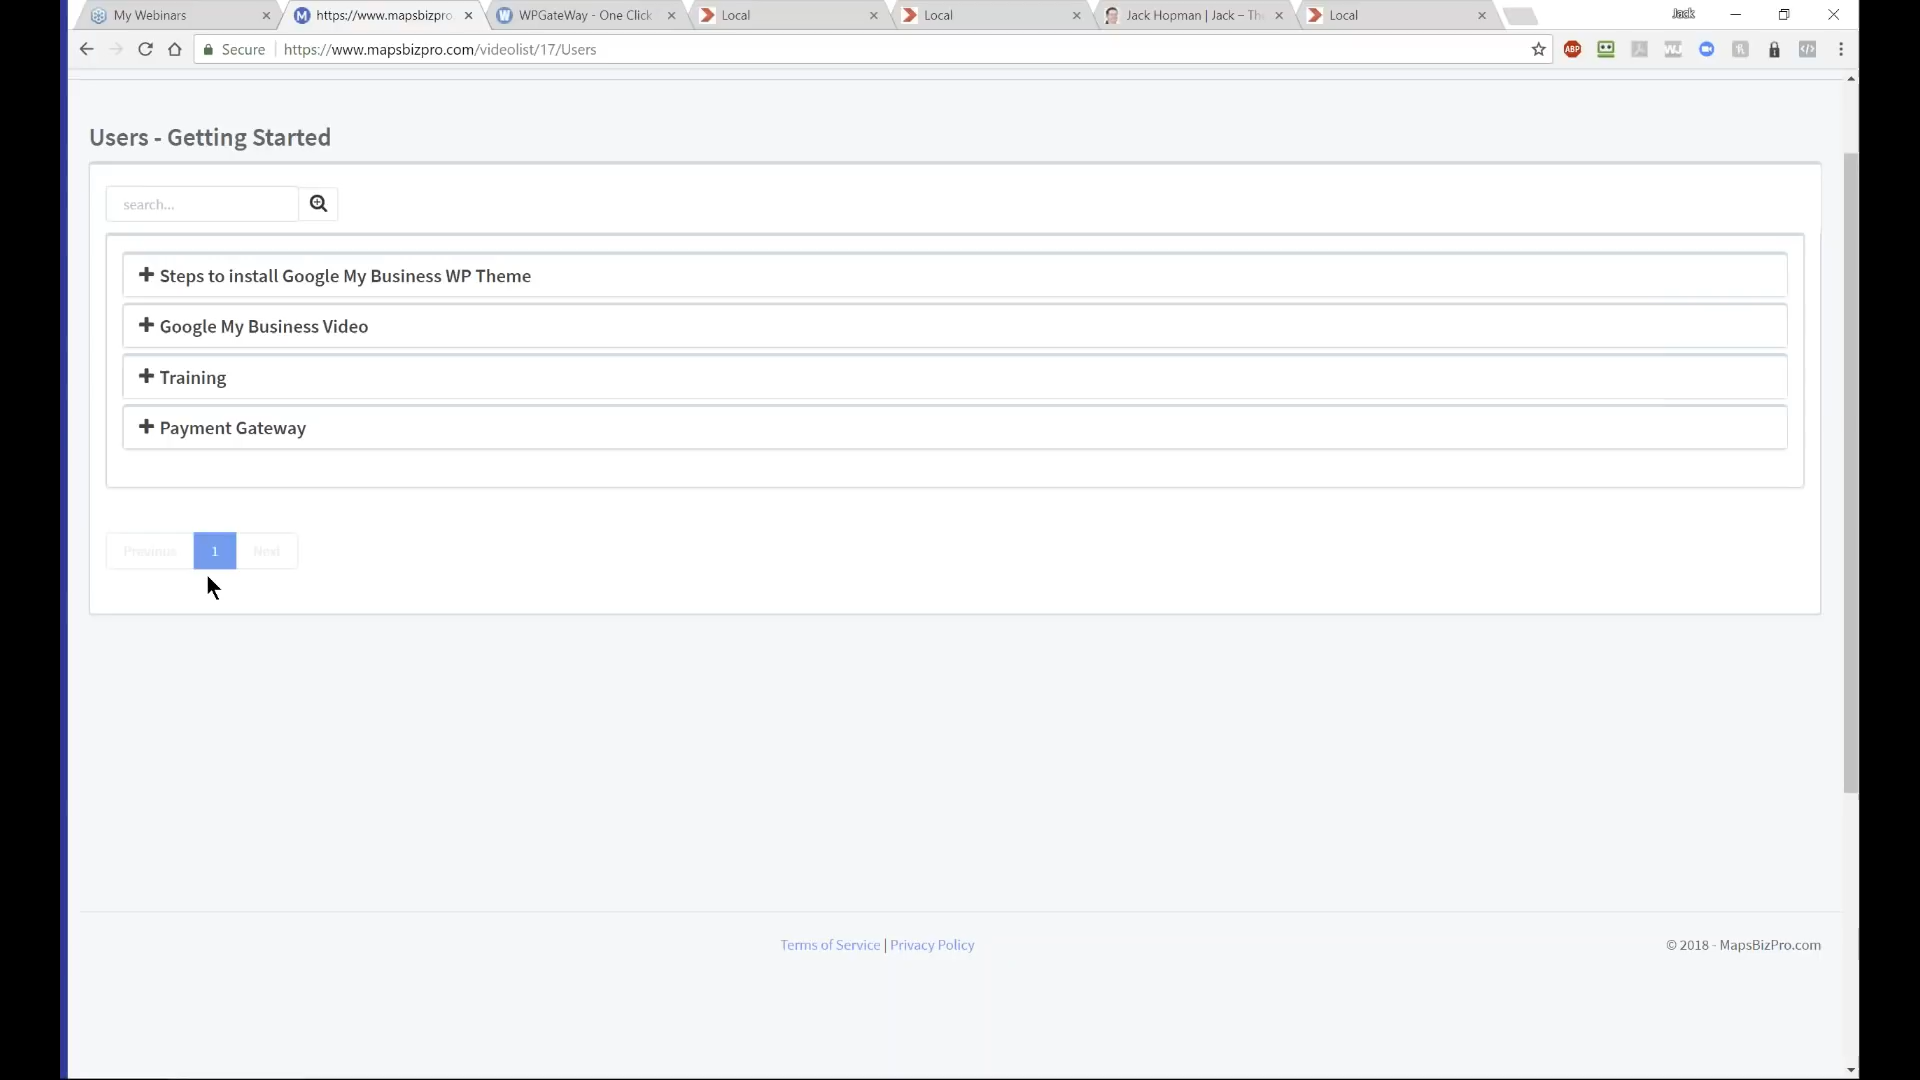 My Webinars
https://www.mapsbizpro
WPGateWay - One Click
Local
Local
Jack Hopman | Jack – Th
Local
Jack
Secure
https://www.mapsbizpro.com/videolist/17/Users
ABP
Users - Getting Started
search...
Steps to install Google My Business WP Theme
Google My Business Video
Training
Payment Gateway
Previous 1 Next
Terms of Service | Privacy Policy
© 2018 - MapsBizPro.com